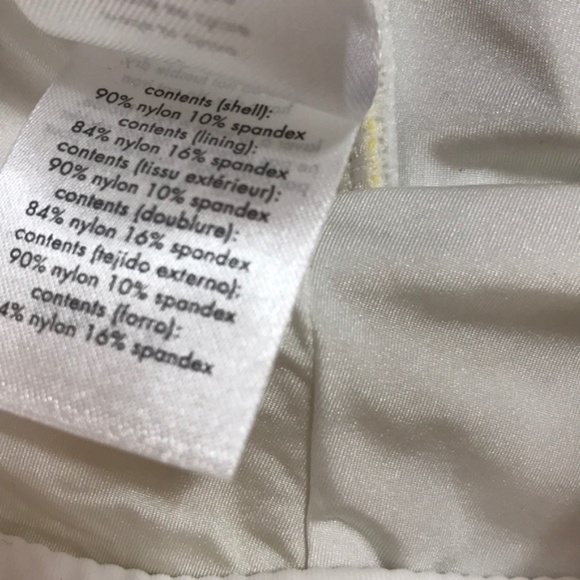 contents (shell):
90% nylon 10% spandex
contents (lining):
84% nylon 16% spandex
contents (tissu extérieur):
90% nylon 10% spandex
contents (doublure):
84% nylon 16% spandex
contents (tejido externo):
90% nylon 10% spandex
contents (forro):
4% nylon 16% spandex